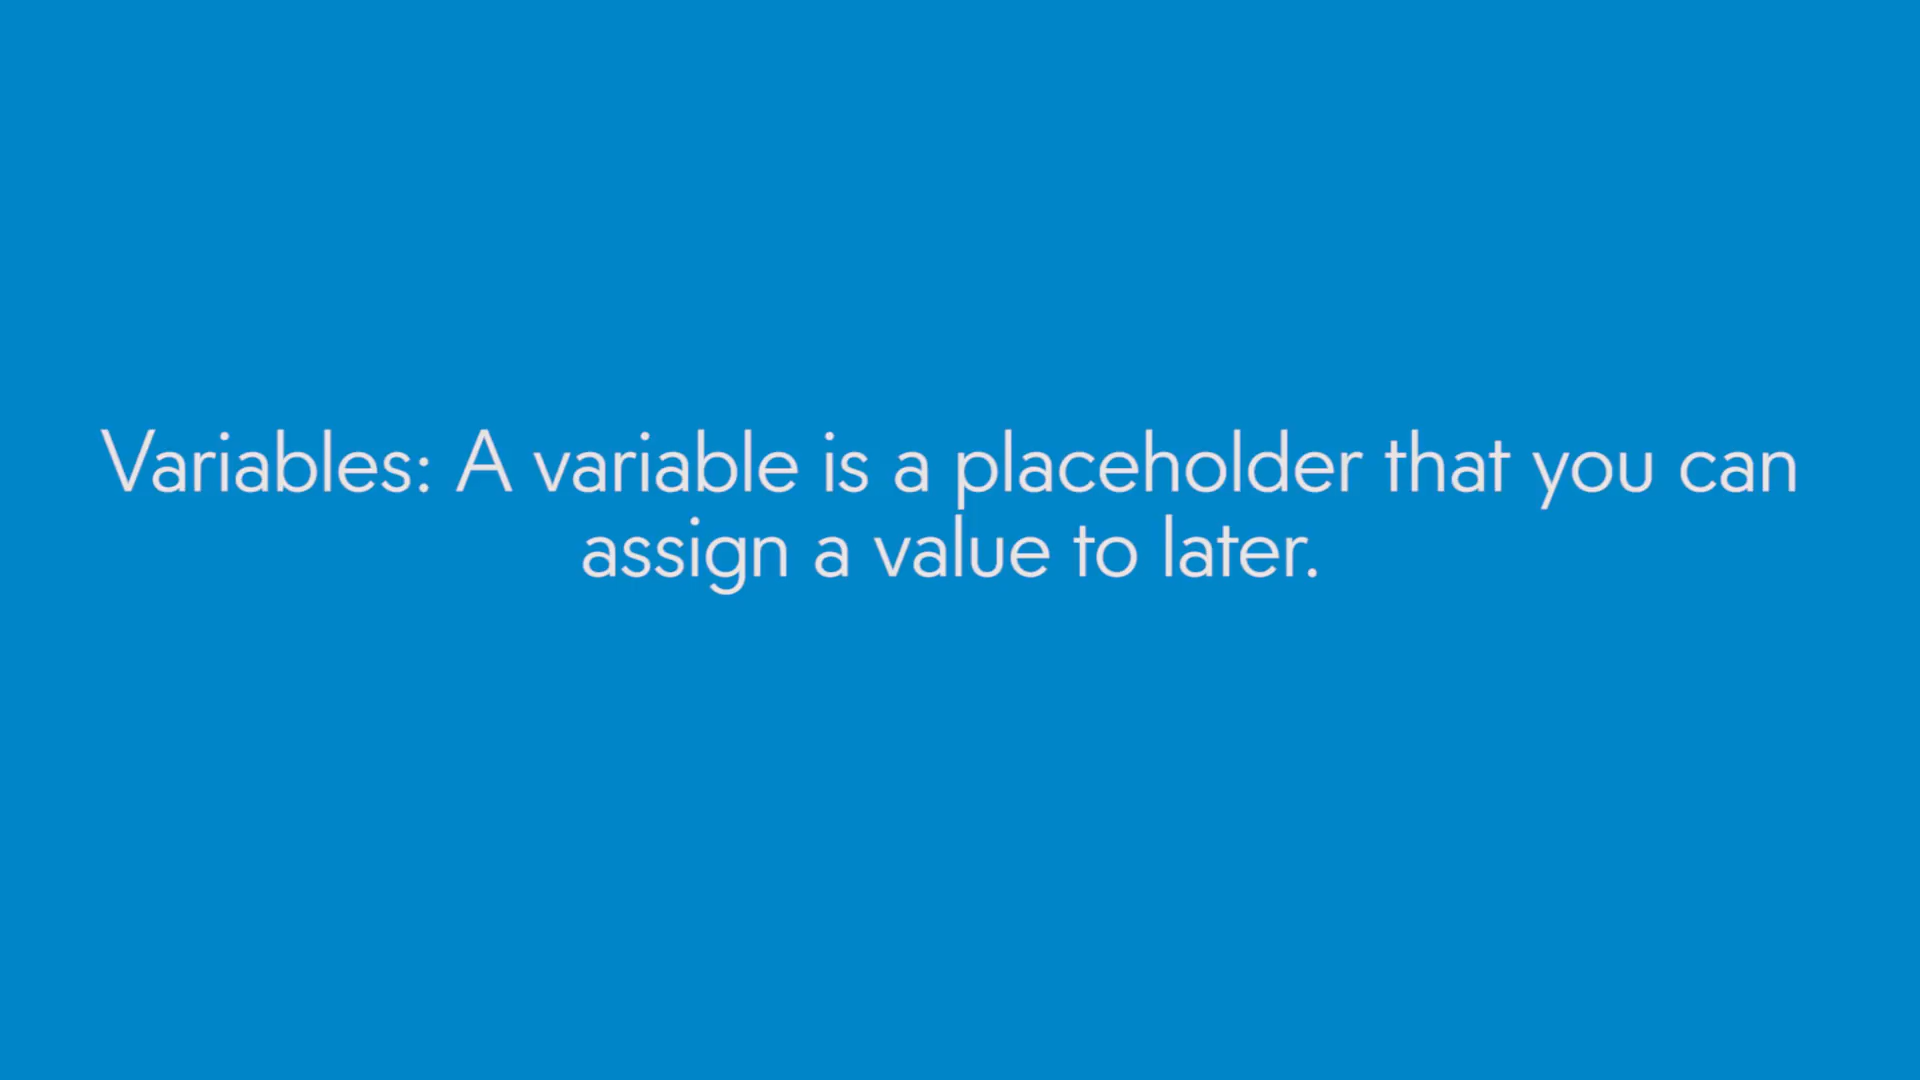 Variables: A variable is a placeholder that you can
assign a value to later.